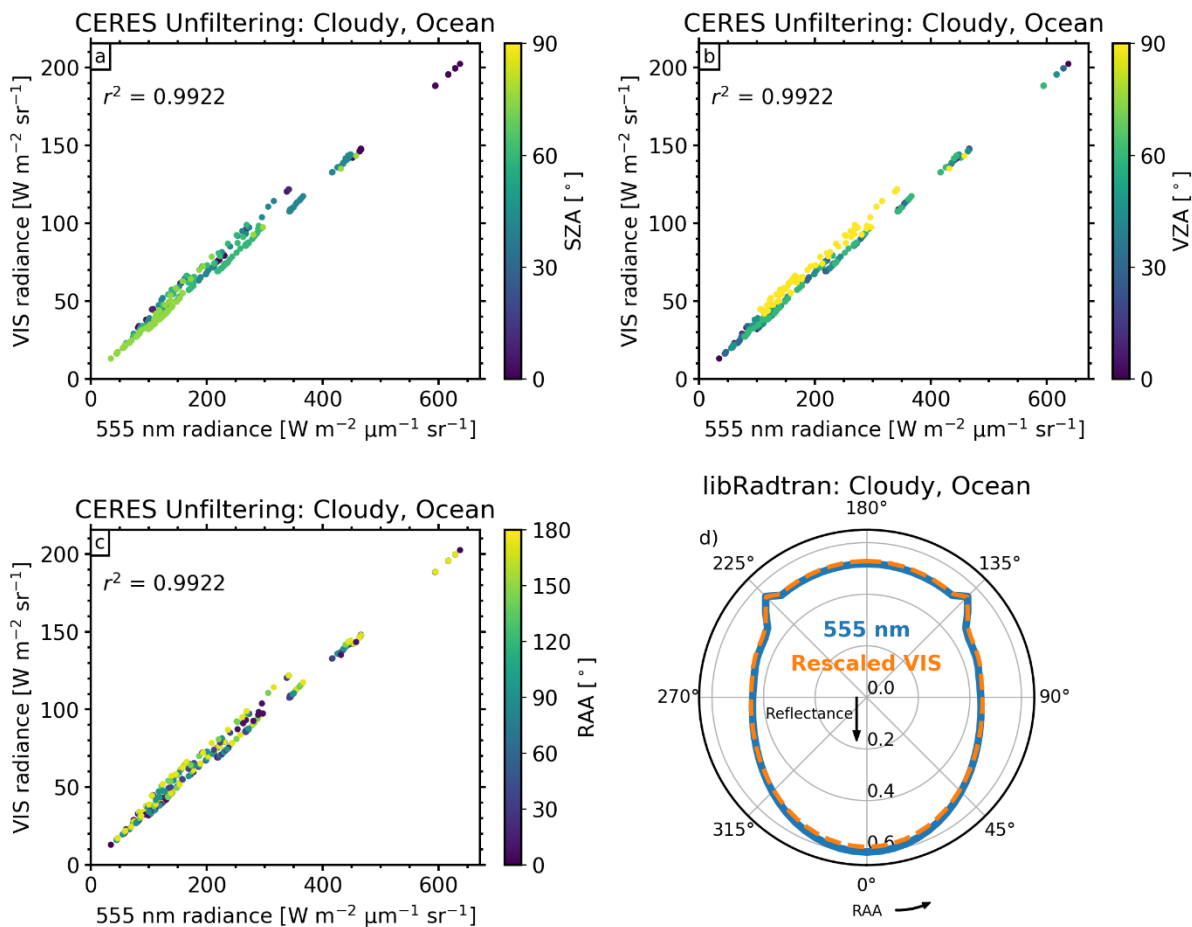 CERES Unfiltering: Cloudy, Ocean
a
r² = 0.9922
200
150
100
50
0
VIS radiance [W m⁻² sr⁻¹]
0
200
400
600
555 nm radiance [W m⁻² μm⁻¹ sr⁻¹]
90
60
30
0
SZA [°]
CERES Unfiltering: Cloudy, Ocean
b
r² = 0.9922
200
150
100
50
0
VIS radiance [W m⁻² sr⁻¹]
0
200
400
600
555 nm radiance [W m⁻² μm⁻¹ sr⁻¹]
90
60
30
0
VZA [°]
CERES Unfiltering: Cloudy, Ocean
c
r² = 0.9922
200
150
100
50
0
VIS radiance [W m⁻² sr⁻¹]
0
200
400
600
555 nm radiance [W m⁻² μm⁻¹ sr⁻¹]
180
150
120
90
60
30
0
RAA [°]
libRadtran: Cloudy, Ocean
d)
180°
225°
135°
555 nm
Rescaled VIS
270°
0.0
90°
Reflectance
0.2
0.4
315°
45°
0.6
0°
RAA